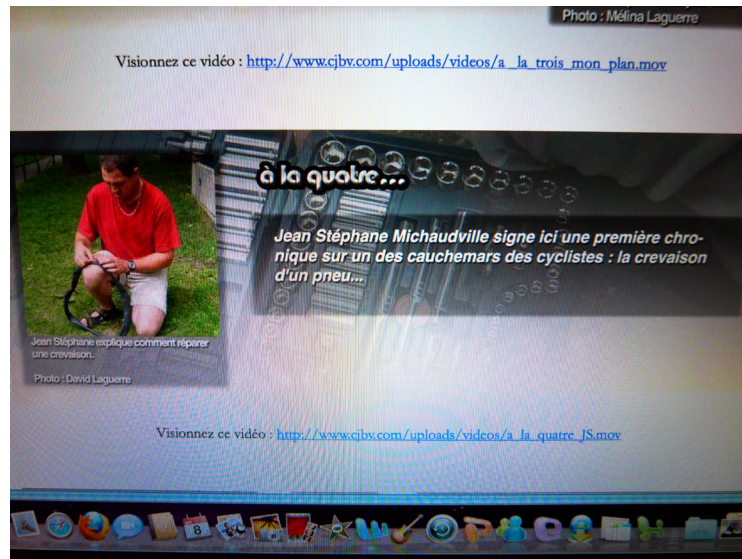 Photo : Mélina Laguerre
Visionnez ce vidéo : http://www.cjbv.com/uploads/videos/a _la_trois_mon_plan.mov
à la quatre...
Jean Stéphane Michaudville signe ici une première chro-
nique sur un des cauchemars des cyclistes : la crevaison
d'un pneu...
Jean Stéphane explique comment réparer
une crevaison.
Photo : David Laguerre
Visionnez ce vidéo : http://www.cjbv.com/uploads/videos/a_la_quatre_JS.mov
8